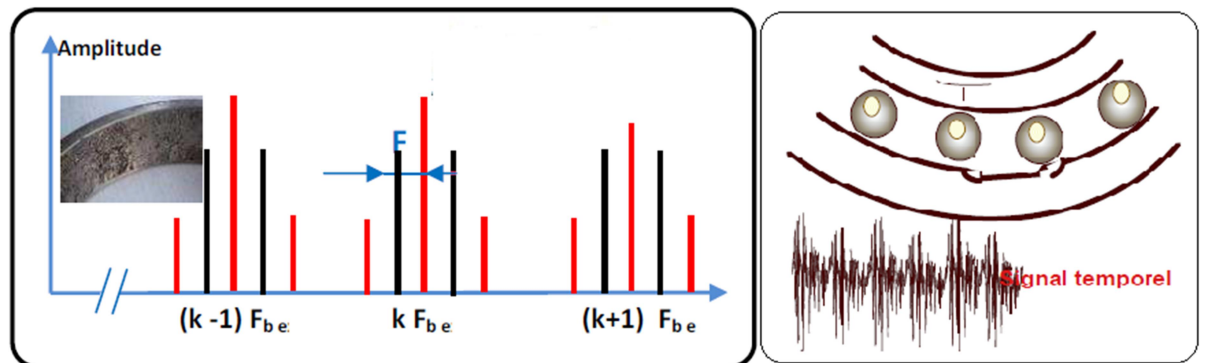 Amplitude
F
(k -1) F b e
k F b e
(k+1) F b e
Signal temporel